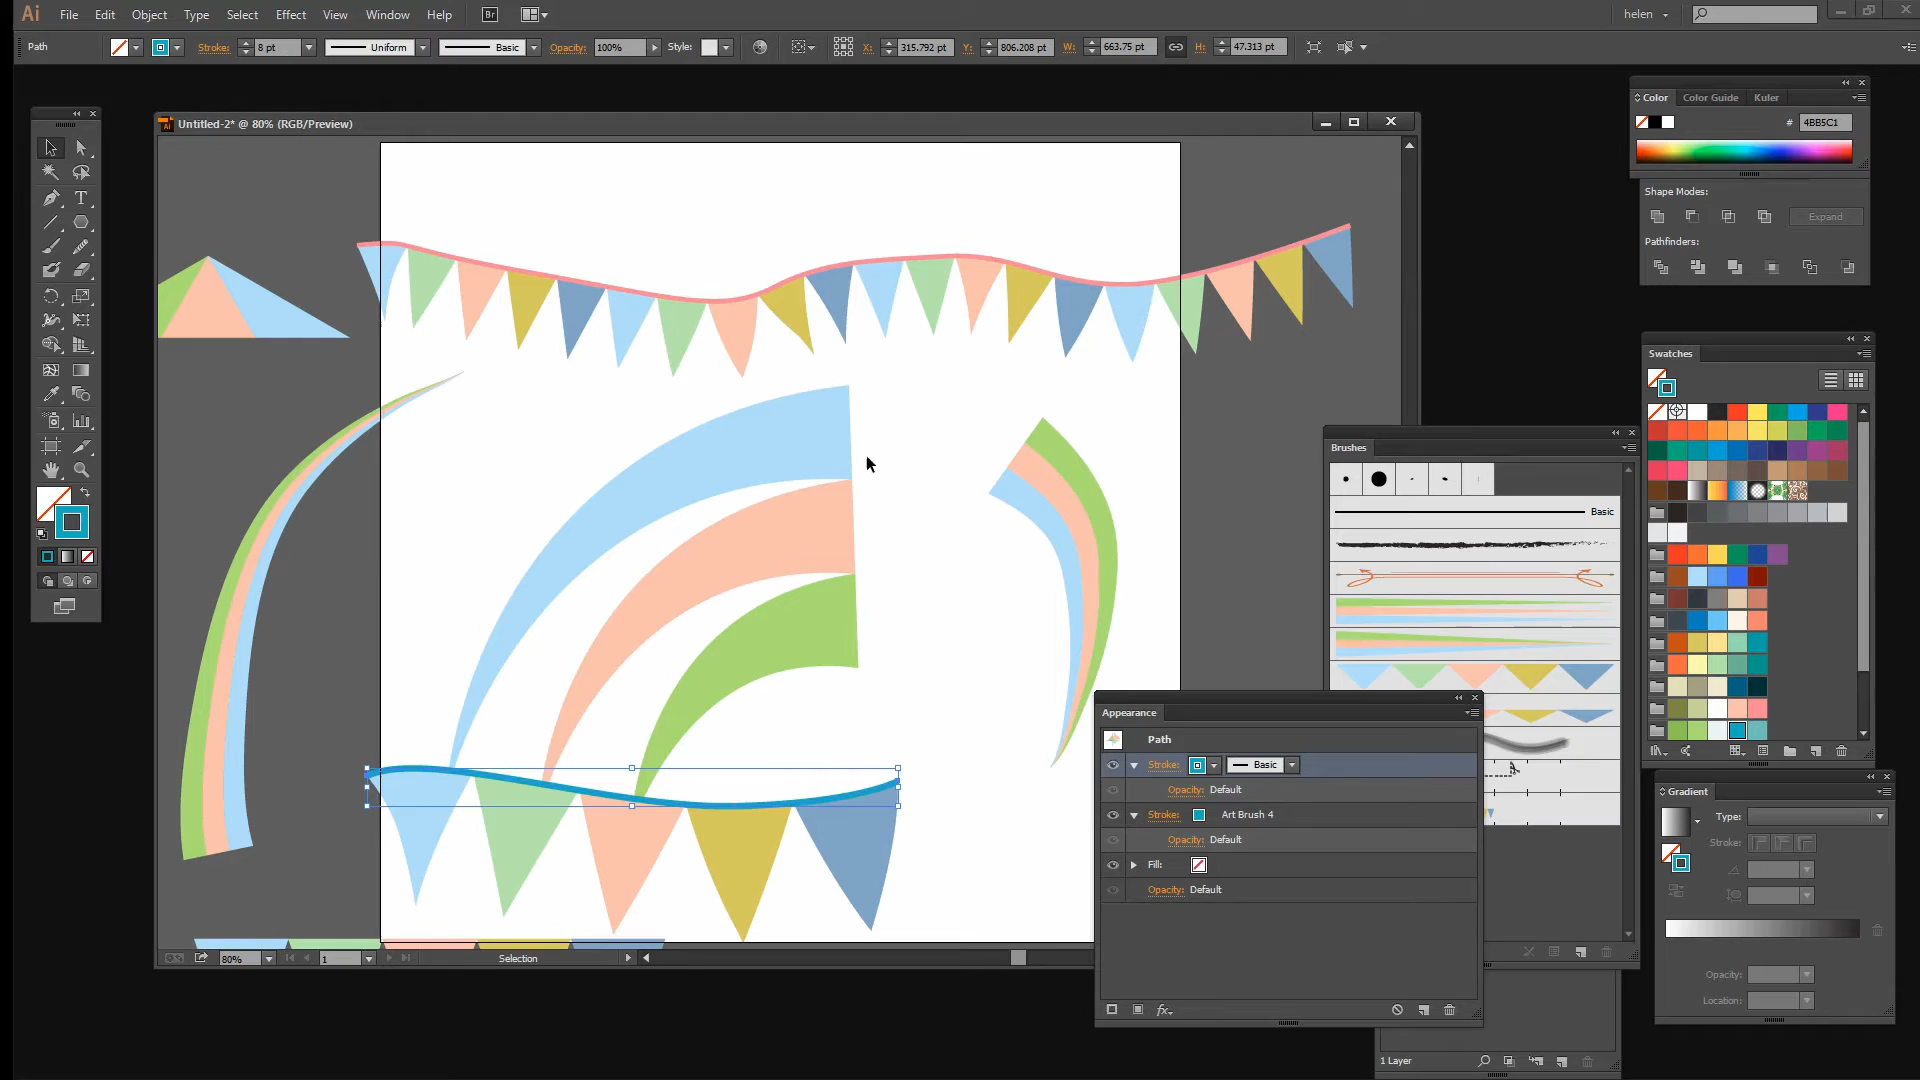 Ai File Edit Object Type Select Effect View Window Help Br helen
Path Stroke: 8 pt Uniform Basic Opacity: 100% Style: X: 315.792 pt Y: 806.208 pt W: 663.75 pt H: 47.313 pt
Untitled-2* @ 80% (RGB/Preview)
Color Color Guide Kuler
# 4BB5C1
Shape Modes:
Expand
Pathfinders:
Swatches
Brushes
Basic
Appearance
Path
Stroke: Basic
Opacity: Default
Stroke: Art Brush 4
Opacity: Default
Fill:
Opacity: Default
fx
Gradient
Type:
Stroke:
Opacity:
Location:
80% 1 Selection
1 Layer